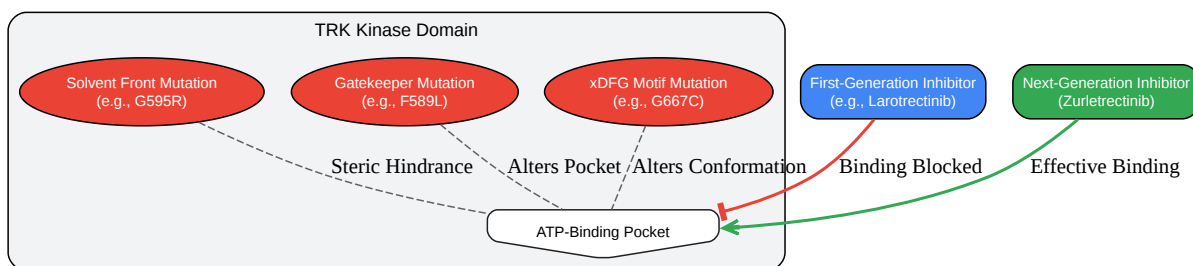 TRK Kinase Domain
Solvent Front Mutation
(e.g., G595R)
Gatekeeper Mutation
(e.g., F589L)
xDFG Motif Mutation
(e.g., G667C)
First-Generation Inhibitor
(e.g., Larotrectinib)
Next-Generation Inhibitor
(Zurletrectinib)
Steric Hindrance
Alters Pocket
Alters Conformation
Binding Blocked
Effective Binding
ATP-Binding Pocket